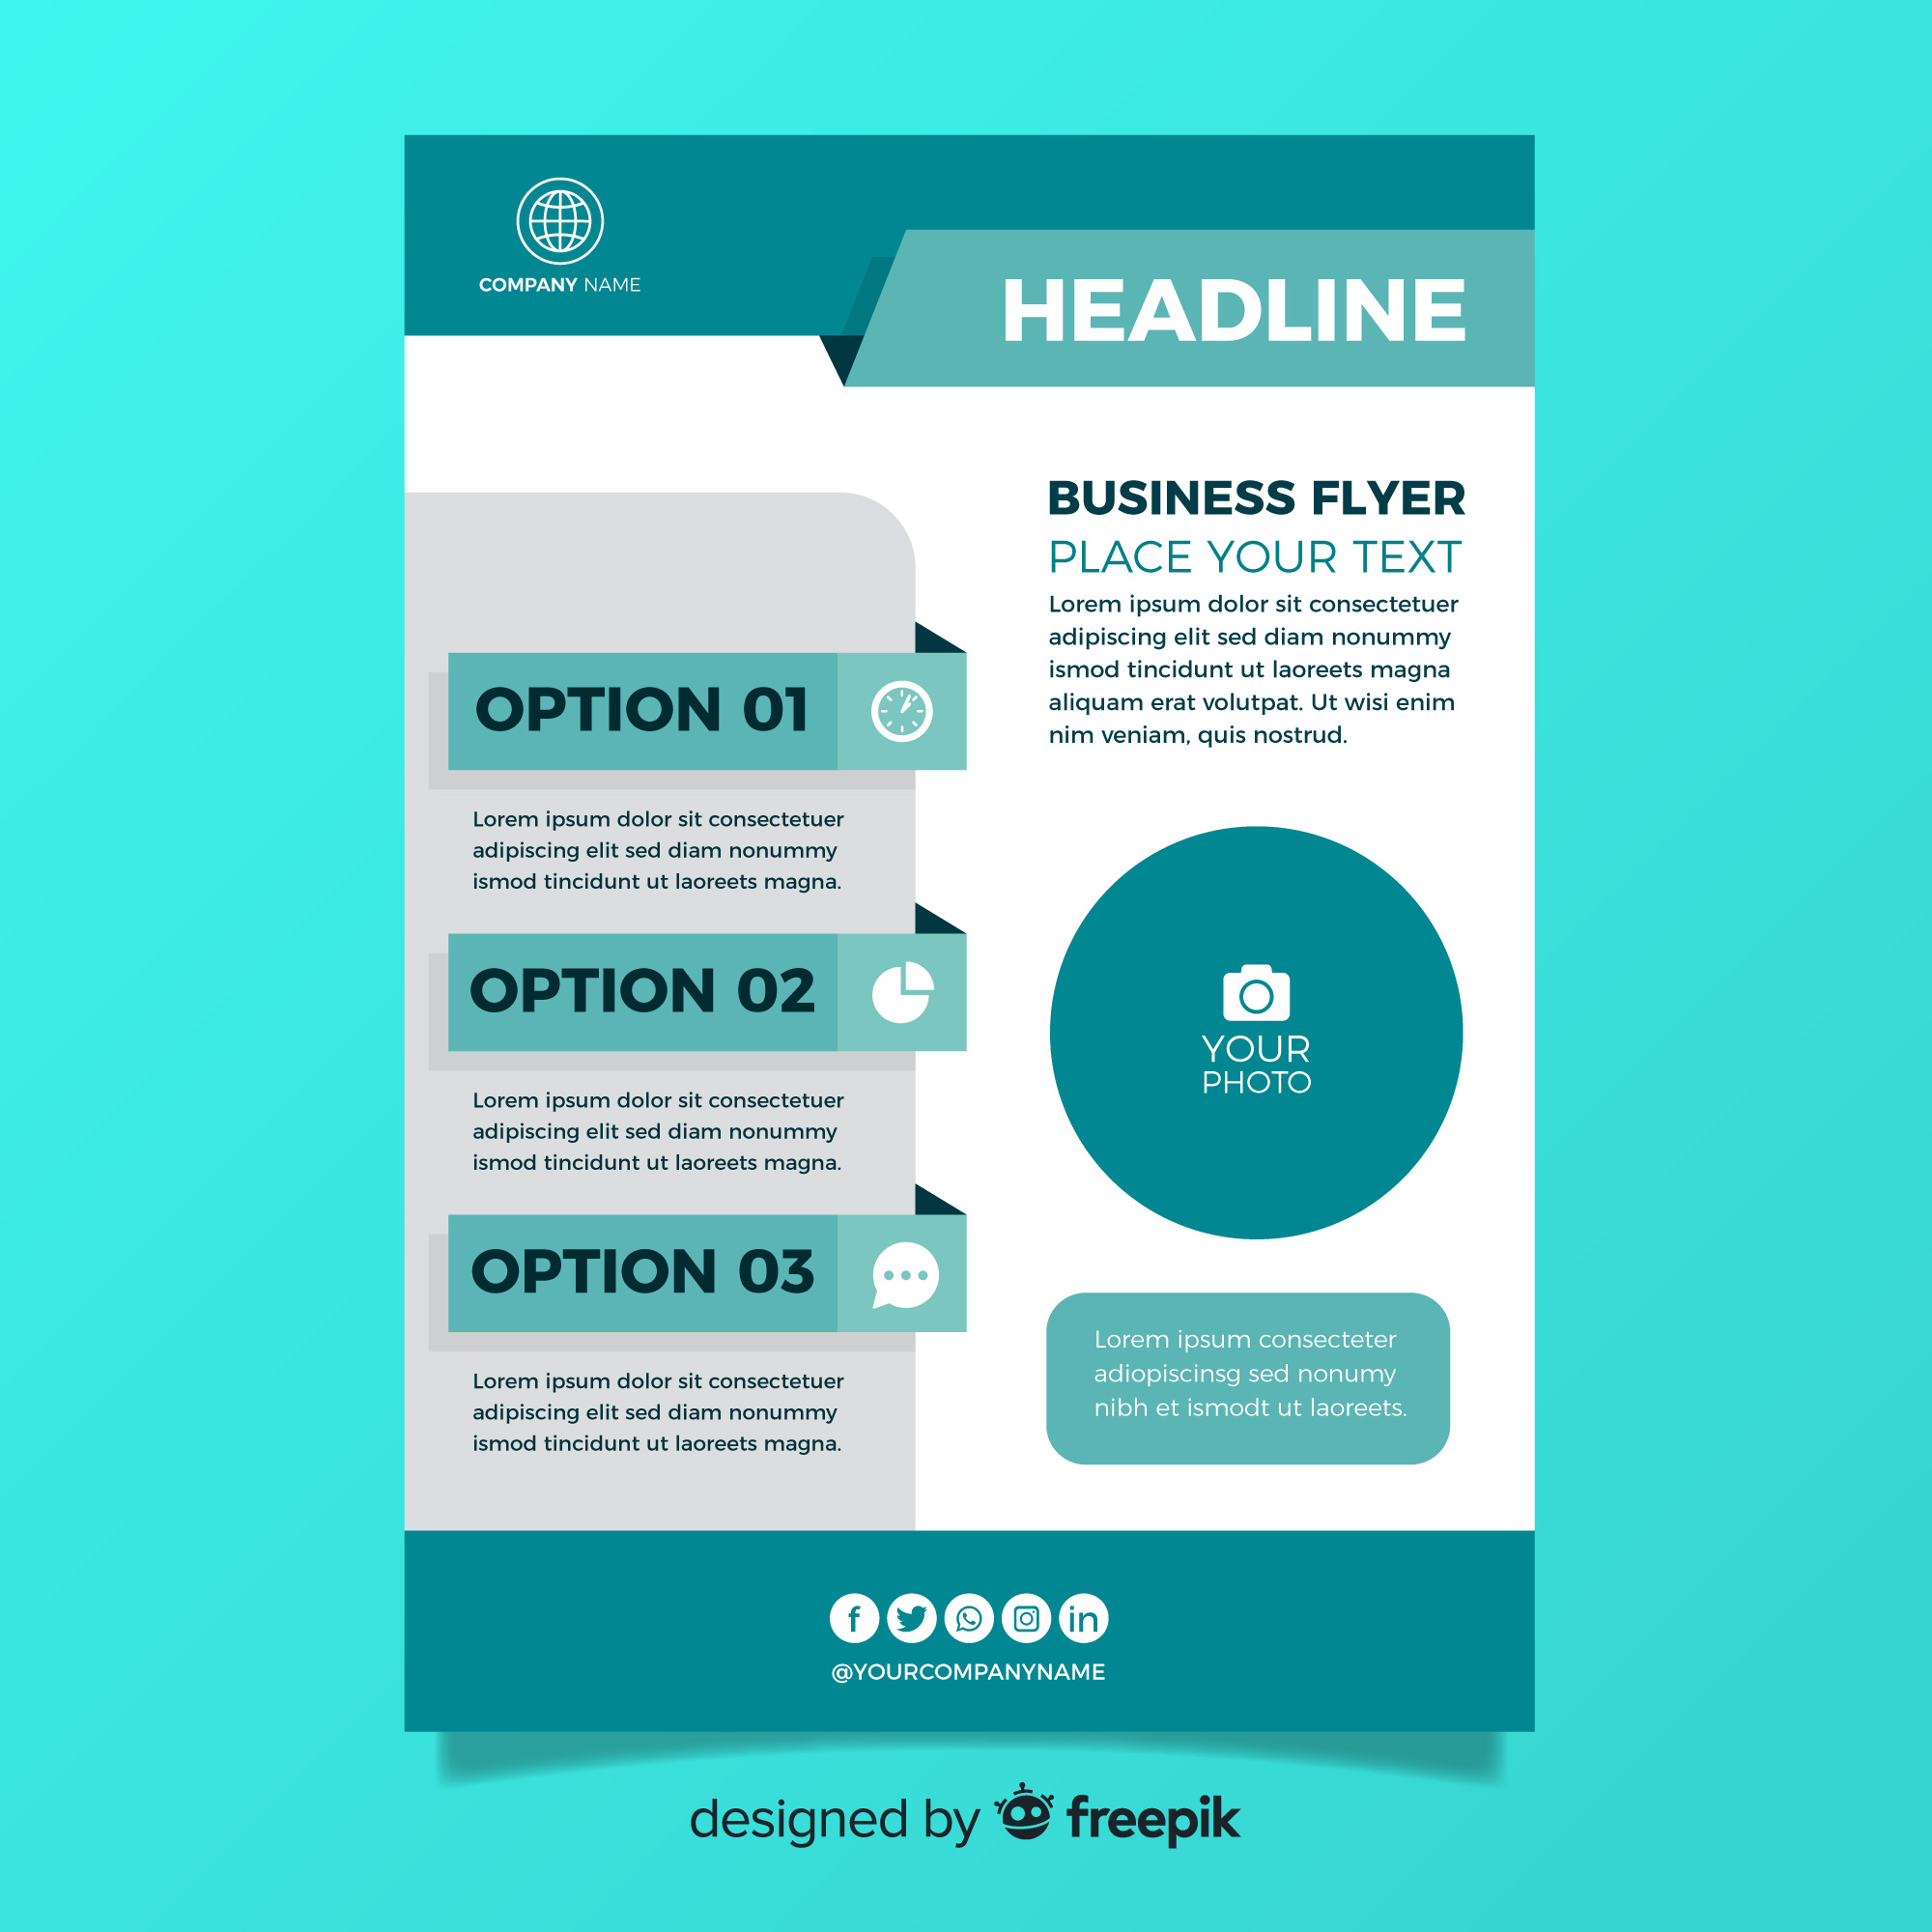 COMPANY NAME
HEADLINE
BUSINESS FLYER
PLACE YOUR TEXT
Lorem ipsum dolor sit consectetuer
adipiscing elit sed diam nonummy
ismod tincidunt ut laoreets magna
aliquam erat volutpat. Ut wisi enim
nim veniam, quis nostrud.
OPTION 01
Lorem ipsum dolor sit consectetuer
adipiscing elit sed diam nonummy
ismod tincidunt ut laoreets magna.
OPTION 02
Lorem ipsum dolor sit consectetuer
adipiscing elit sed diam nonummy
ismod tincidunt ut laoreets magna.
OPTION 03
Lorem ipsum dolor sit consectetuer
adipiscing elit sed diam nonummy
ismod tincidunt ut laoreets magna.
YOUR
PHOTO
Lorem ipsum consecteter
adiopiscinsg sed nonumy
nibh et ismodt ut laoreets.
f in
@YOURCOMPANYNAME
designed by freepik